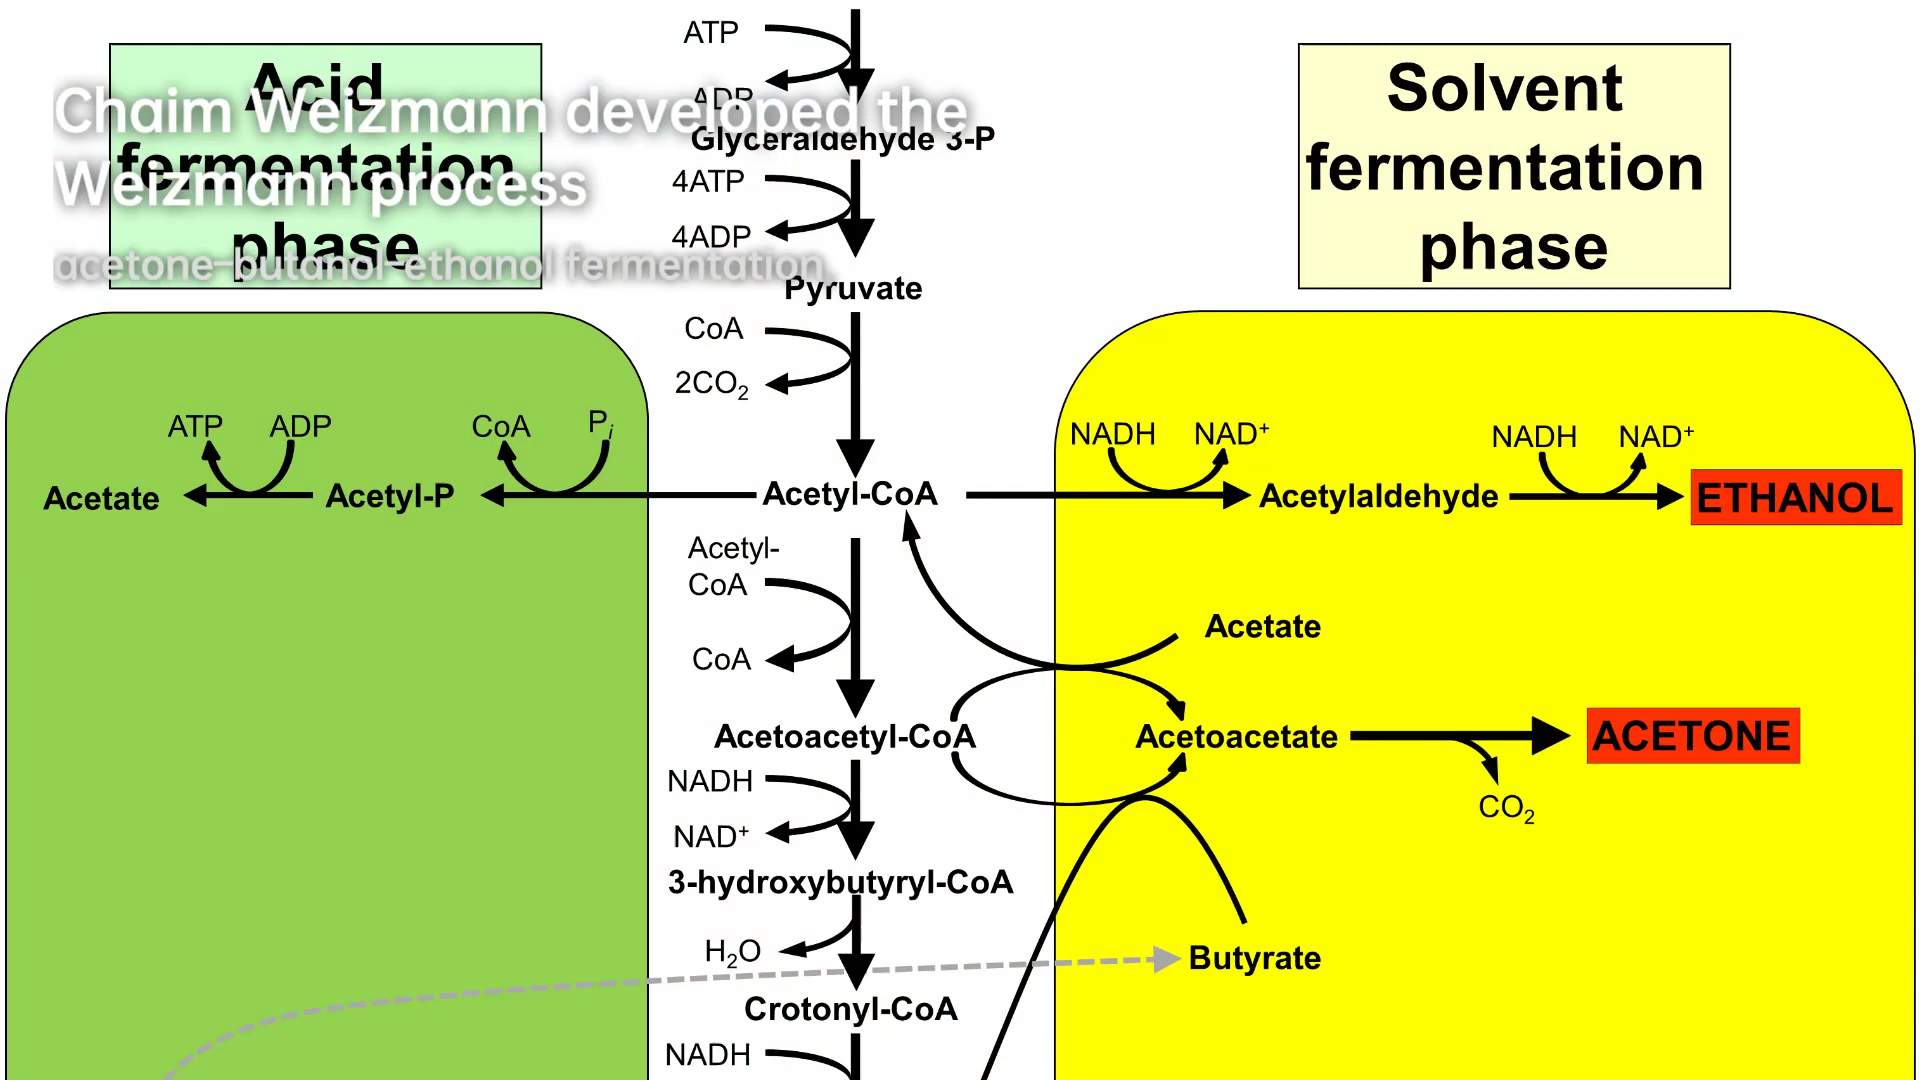 Chaim Weizmann developed the
Weizmann process
acetone-butanol-ethanol fermentation.
Acid
fermentation
phase
Solvent
fermentation
phase
ATP
ADP
Glyceraldehyde 3-P
4ATP
4ADP
Pyruvate
CoA
2CO₂
ATP ADP CoA Pᵢ
Acetate Acetyl-P Acetyl-CoA
NADH NAD⁺ NADH NAD⁺
Acetylaldehyde ETHANOL
Acetyl-
CoA
CoA
Acetate
Acetoacetyl-CoA Acetoacetate ACETONE
CO₂
NADH
NAD⁺
3-hydroxybutyryl-CoA
H₂O
Butyrate
Crotonyl-CoA
NADH